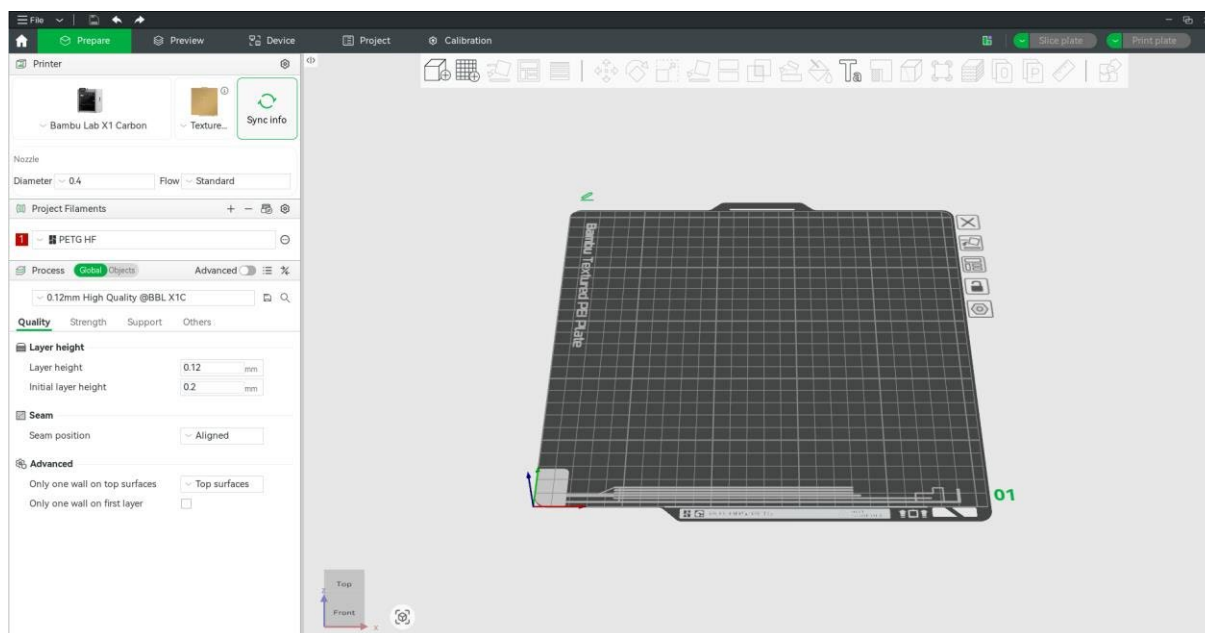 File
Prepare Preview Device Project Calibration Slice plate Print plate
Printer
Bambu Lab X1 Carbon Texture... Sync info
Nozzle
Diameter 0.4 Flow Standard
Project Filaments
1 PETG HF
Process Global Objects Advanced
0.12mm High Quality @BBL X1C
Quality Strength Support Others
Layer height
Layer height 0.12 mm
Initial layer height 0.2 mm
Seam
Seam position Aligned
Advanced
Only one wall on top surfaces Top surfaces
Only one wall on first layer
Bambu Textured PEI Plate
01
Top
Front
z
x